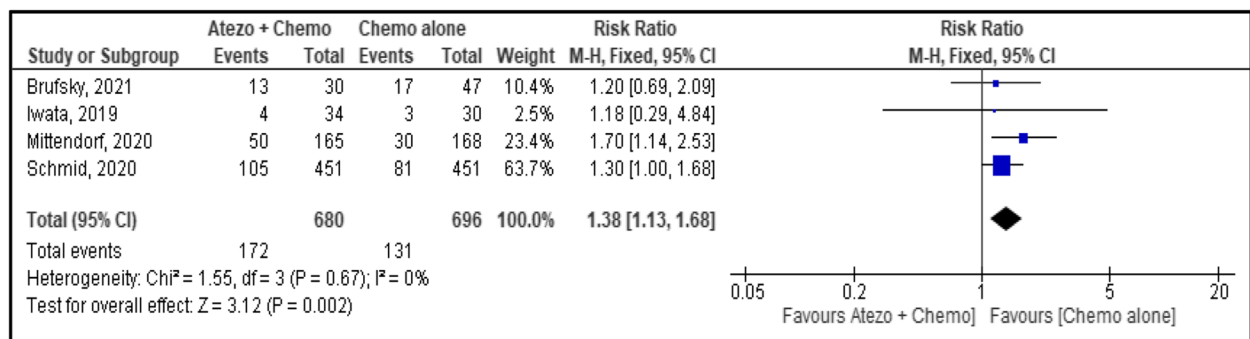 Atezo + Chemo Chemo alone Risk Ratio Risk Ratio
Study or Subgroup Events Total Events Total Weight M-H, Fixed, 95% CI M-H, Fixed, 95% CI
Brufsky, 2021 13 30 17 47 10.4% 1.20 [0.69, 2.09]
Iwata, 2019 4 34 3 30 2.5% 1.18 [0.29, 4.84]
Mittendorf, 2020 50 165 30 168 23.4% 1.70 [1.14, 2.53]
Schmid, 2020 105 451 81 451 63.7% 1.30 [1.00, 1.68]
Total (95% CI) 680 696 100.0% 1.38 [1.13, 1.68]
Total events 172 131
Heterogeneity: Chi² = 1.55, df = 3 (P = 0.67); I² = 0%
Test for overall effect: Z = 3.12 (P = 0.002)
0.05 0.2 1 5 20
Favours Atezo + Chemo] Favours [Chemo alone]